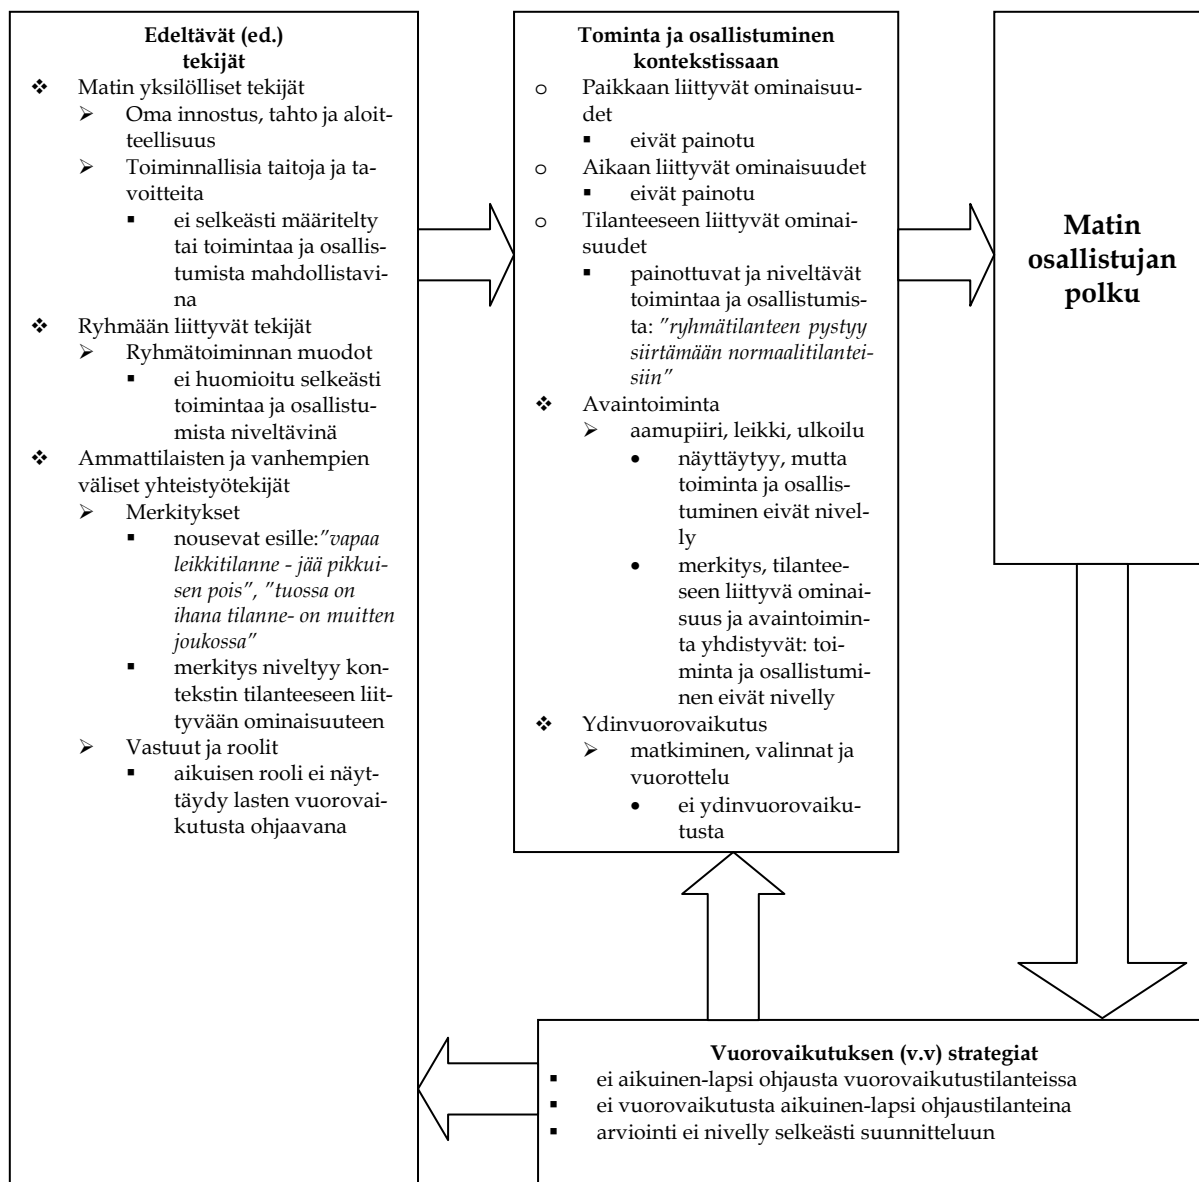 Edeltävät (ed.)
tekijät
❖ Matin yksilölliset tekijät
➢ Oma innostus, tahto ja aloit-
teellisuus
➢ Toiminnallisia taitoja ja ta-
voitteita
▪ ei selkeästi määritelty
tai toimintaa ja osallis-
tumista mahdollistavi-
na
❖ Ryhmään liittyvät tekijät
➢ Ryhmätoiminnan muodot
▪ ei huomioitu selkeästi
toimintaa ja osallistu-
mista niveltävinä
❖ Ammattilaisten ja vanhempien
väliset yhteistyötekijät
➢ Merkitykset
▪ nousevat esille:”vapaa
leikkitilanne - jää pikkui-
sen pois”, ”tuossa on
ihana tilanne- on muitten
joukossa”
▪ merkitys niveltyy kon-
tekstin tilanteeseen liit-
tyvään ominaisuuteen
➢ Vastuut ja roolit
▪ aikuisen rooli ei näyt-
täydy lasten vuorovai-
kutusta ohjaavana
Tominta ja osallistuminen
kontekstissaan
o Paikkaan liittyvät ominaisuu-
det
▪ eivät painotu
o Aikaan liittyvät ominaisuudet
▪ eivät painotu
o Tilanteeseen liittyvät ominai-
suudet
▪ painottuvat ja niveltävät
toimintaa ja osallistumis-
ta: ”ryhmätilanteen pystyy
siirtämään normaalitilantei-
siin”
❖ Avaintoiminta
➢ aamupiiri, leikki, ulkoilu
• näyttäytyy, mutta
toiminta ja osallis-
tuminen eivät nivel-
ly
• merkitys, tilantee-
seen liittyvä ominai-
suus ja avaintoimin-
ta yhdistyvät: toi-
minta ja osallistumi-
nen eivät nivelly
❖ Ydinvuorovaikutus
➢ matkiminen, valinnat ja
vuorottelu
• ei ydinvuorovaiku-
tusta
Matin
osallistujan
polku
Vuorovaikutuksen (v.v) strategiat
▪ ei aikuinen-lapsi ohjausta vuorovaikutustilanteissa
▪ ei vuorovaikutusta aikuinen-lapsi ohjaustilanteina
▪ arviointi ei nivelly selkeästi suunnitteluun